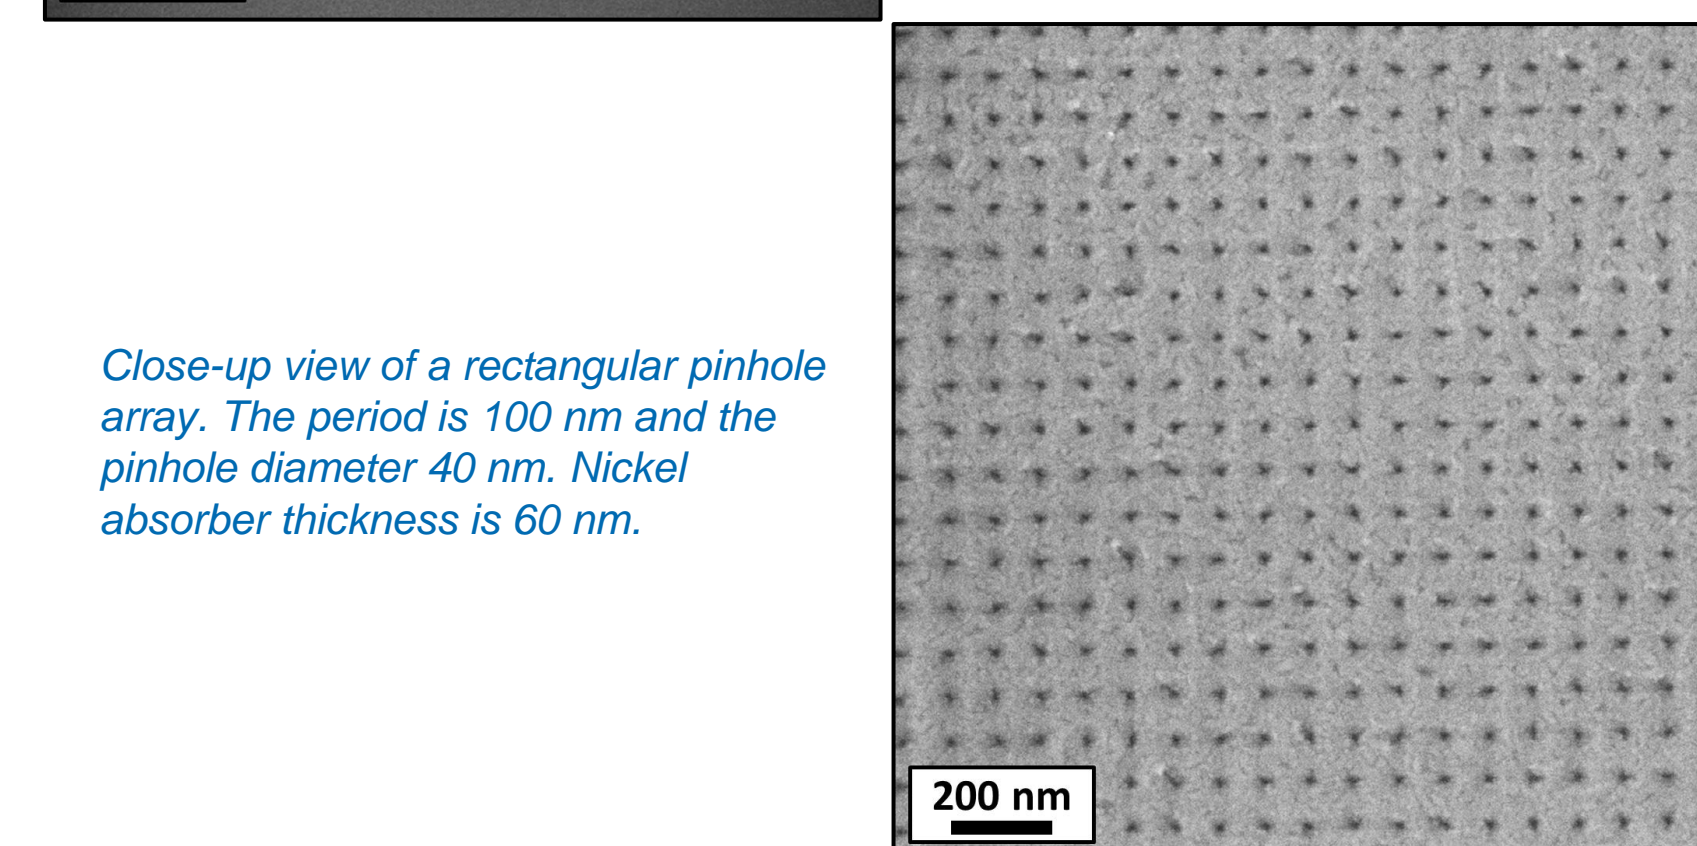 Close-up view of a rectangular pinhole
array. The period is 100 nm and the
pinhole diameter 40 nm. Nickel
absorber thickness is 60 nm.
200 nm